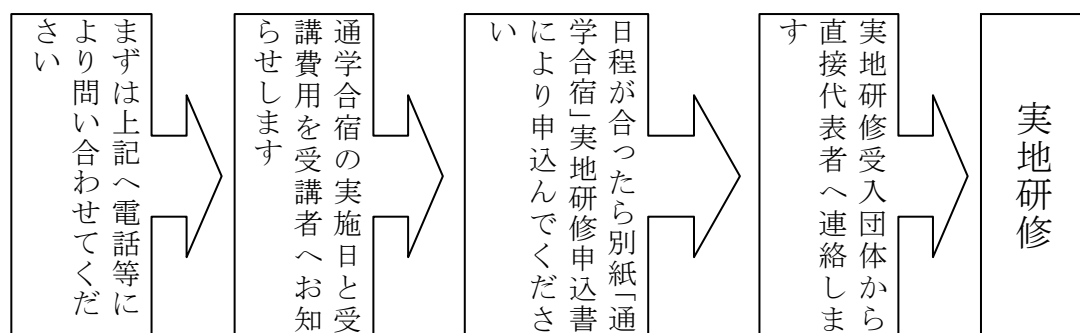 まずは上記へ電話等に
より問い合わせてくだ
さい
通学合宿の実施日と受
講費用を受講者へお知
らせします
日程が合ったら別紙「通
学合宿」実地研修申込書
により申込んでくださ
い
実地研修受入団体から
直接代表者へ連絡しま
す
実地研修